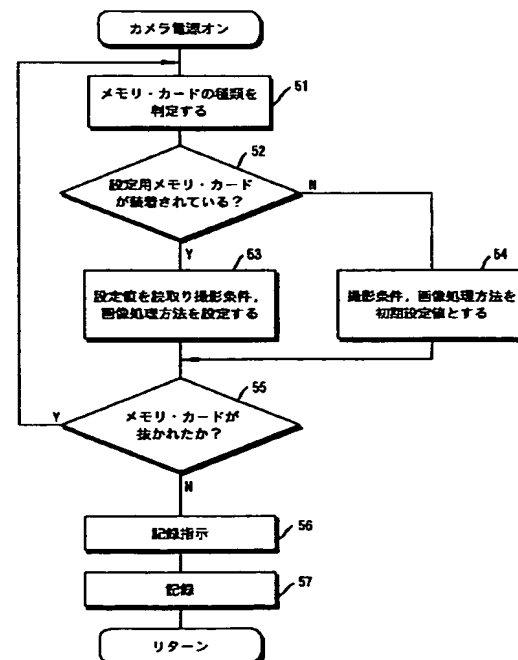 カメラ電源オン
メモリ・カードの種類を
判定する
51
52
設定用メモリ・カード
が装着されている？
N
Y
53
設定値を読取り撮影条件，
画像処理方法を設定する
54
撮影条件，画像処理方法を
初期設定値とする
55
Y
メモリ・カードが
抜かれたか？
N
記録指示
56
記録
57
リターン